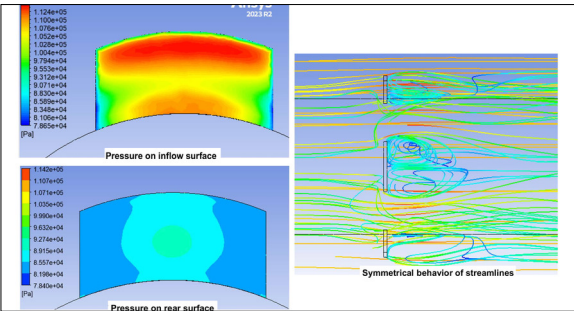 Ansys
2023 R2
1.124e+05
1.100e+05
1.076e+05
1.052e+05
1.028e+05
1.004e+05
9.794e+04
9.553e+04
9.312e+04
9.071e+04
8.830e+04
8.589e+04
8.348e+04
8.106e+04
7.865e+04
[Pa]
Pressure on inflow surface
1.142e+05
1.107e+05
1.071e+05
1.035e+05
9.990e+04
9.632e+04
9.274e+04
8.915e+04
8.557e+04
8.198e+04
7.840e+04
[Pa]
Pressure on rear surface
Symmetrical behavior of streamlines